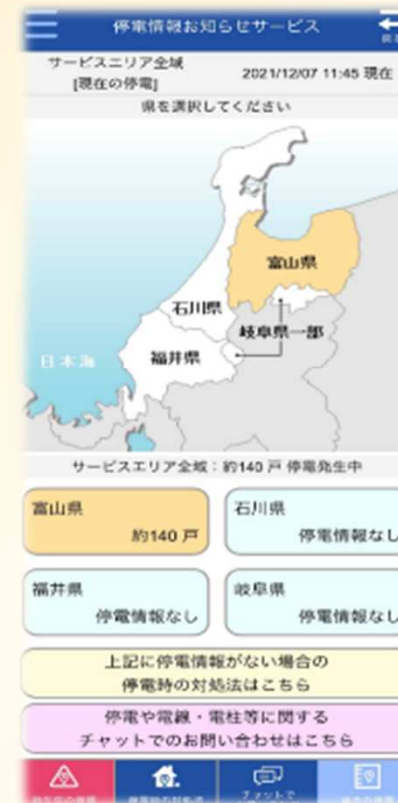 停電情報お知らせサービス
サービスエリア全域
[現在の停電]
2021/12/07 11:45 現在
県を選択してください
富山県
石川県
岐阜県一部
日本海
福井県
サービスエリア全域：約140 戸 停電発生中
富山県
約140 戸
石川県
停電情報なし
福井県
停電情報なし
岐阜県
停電情報なし
上記に停電情報がない場合の
停電時の対処法はこちら
停電や電線・電柱等に関する
チャットでのお問い合わせはこちら
チャットで